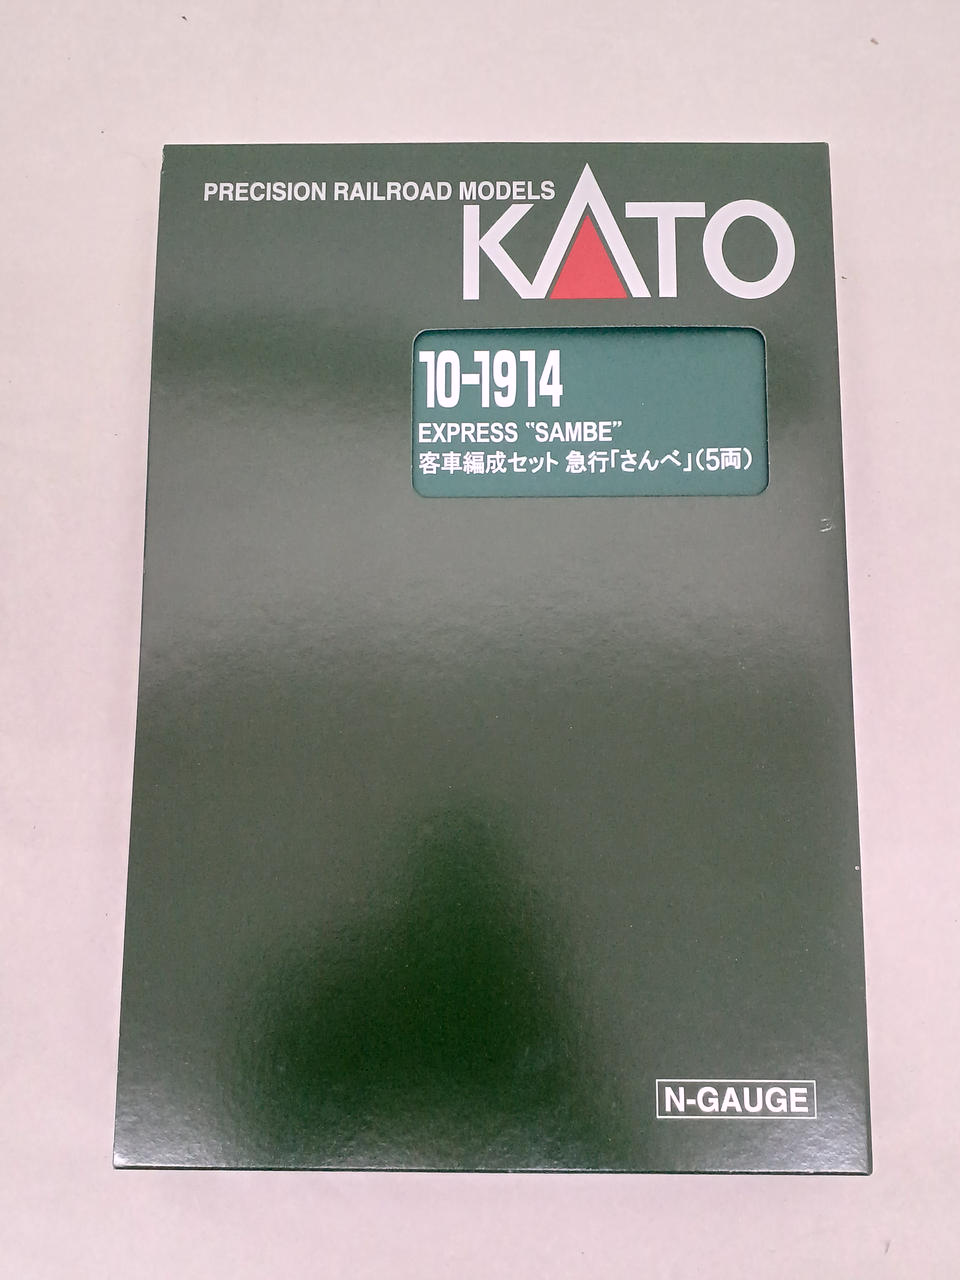 PRECISION RAILROAD MODELS
KATO
10-1914
EXPRESS “SAMBE”
客車編成セット 急行「さんべ」(5両)
N-GAUGE